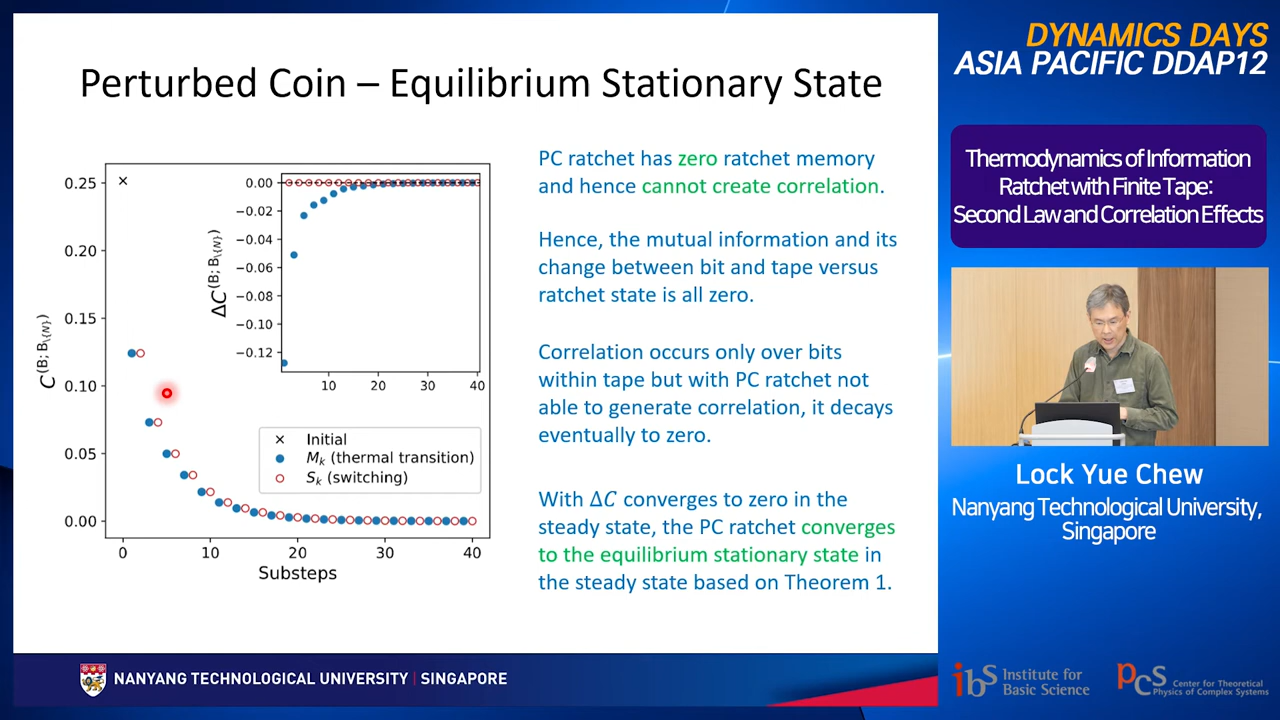 Perturbed Coin – Equilibrium Stationary State
C^(B; B_\{N})
0.25
0.20
0.15
0.10
0.05
0.00
0
10
20
30
40
Substeps
ΔC^(B; B_\{N})
0.00
−0.02
−0.04
−0.06
−0.08
−0.10
−0.12
10
20
30
40
Initial
M_k (thermal transition)
S_k (switching)
PC ratchet has zero ratchet memory
and hence cannot create correlation.
Hence, the mutual information and its
change between bit and tape versus
ratchet state is all zero.
Correlation occurs only over bits
within tape but with PC ratchet not
able to generate correlation, it decays
eventually to zero.
With ΔC converges to zero in the
steady state, the PC ratchet converges
to the equilibrium stationary state in
the steady state based on Theorem 1.
NANYANG TECHNOLOGICAL UNIVERSITY | SINGAPORE
DYNAMICS DAYS
ASIA PACIFIC DDAP12
Thermodynamics of Information
Ratchet with Finite Tape:
Second Law and Correlation Effects
Lock Yue Chew
Nanyang Technological University,
Singapore
ibS Institute for
Basic Science
PCS Center for Theoretical
Physics of Complex Systems